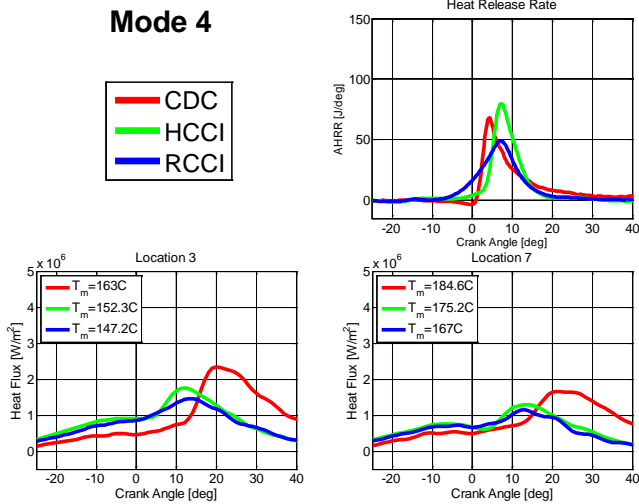 Mode 4
CDC
HCCI
RCCI
Heat Release Rate
150
100
50
0
AHRR [J/deg]
-20 -10 0 10 20 30 40
Crank Angle [deg]
Location 3
5 x 10^6
4
3
2
1
0
Heat Flux [W/m²]
T_m=163C
T_m=152.3C
T_m=147.2C
-20 -10 0 10 20 30 40
Crank Angle [deg]
Location 7
5 x 10^6
4
3
2
1
0
Heat Flux [W/m²]
T_m=184.6C
T_m=175.2C
T_m=167C
-20 -10 0 10 20 30 40
Crank Angle [deg]